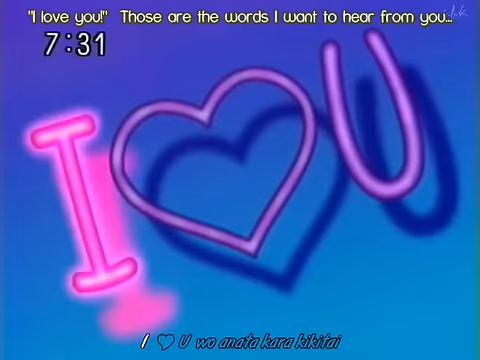 "I love you!" Those are the words I want to hear from you...
7:31
I ♡ U
I ♡ U wo anata kara kikitai